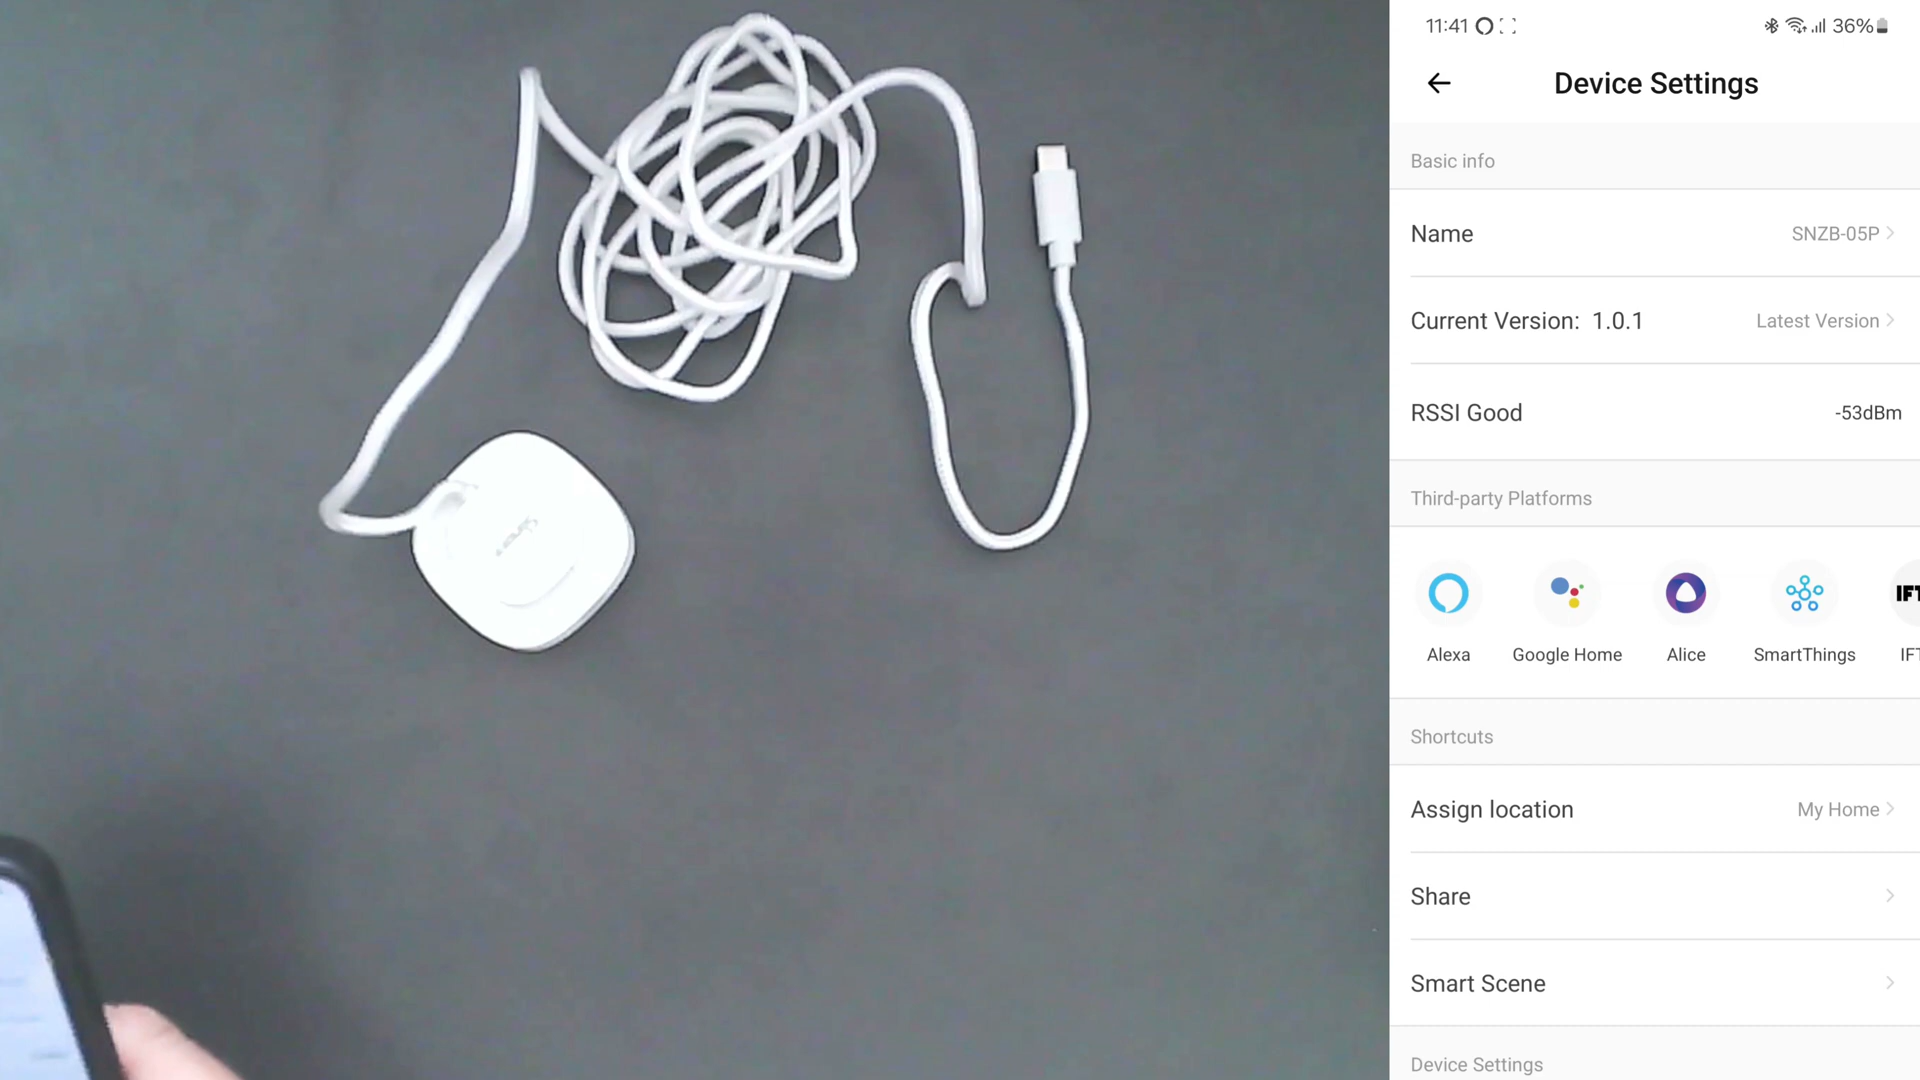 11:41
36%
Device Settings
Basic info
Name
SNZB-05P
Current Version: 1.0.1
Latest Version
RSSI Good
-53dBm
Third-party Platforms
IFT
Alexa
Google Home
Alice
SmartThings
IFT
Shortcuts
Assign location
My Home
Share
Smart Scene
Device Settings